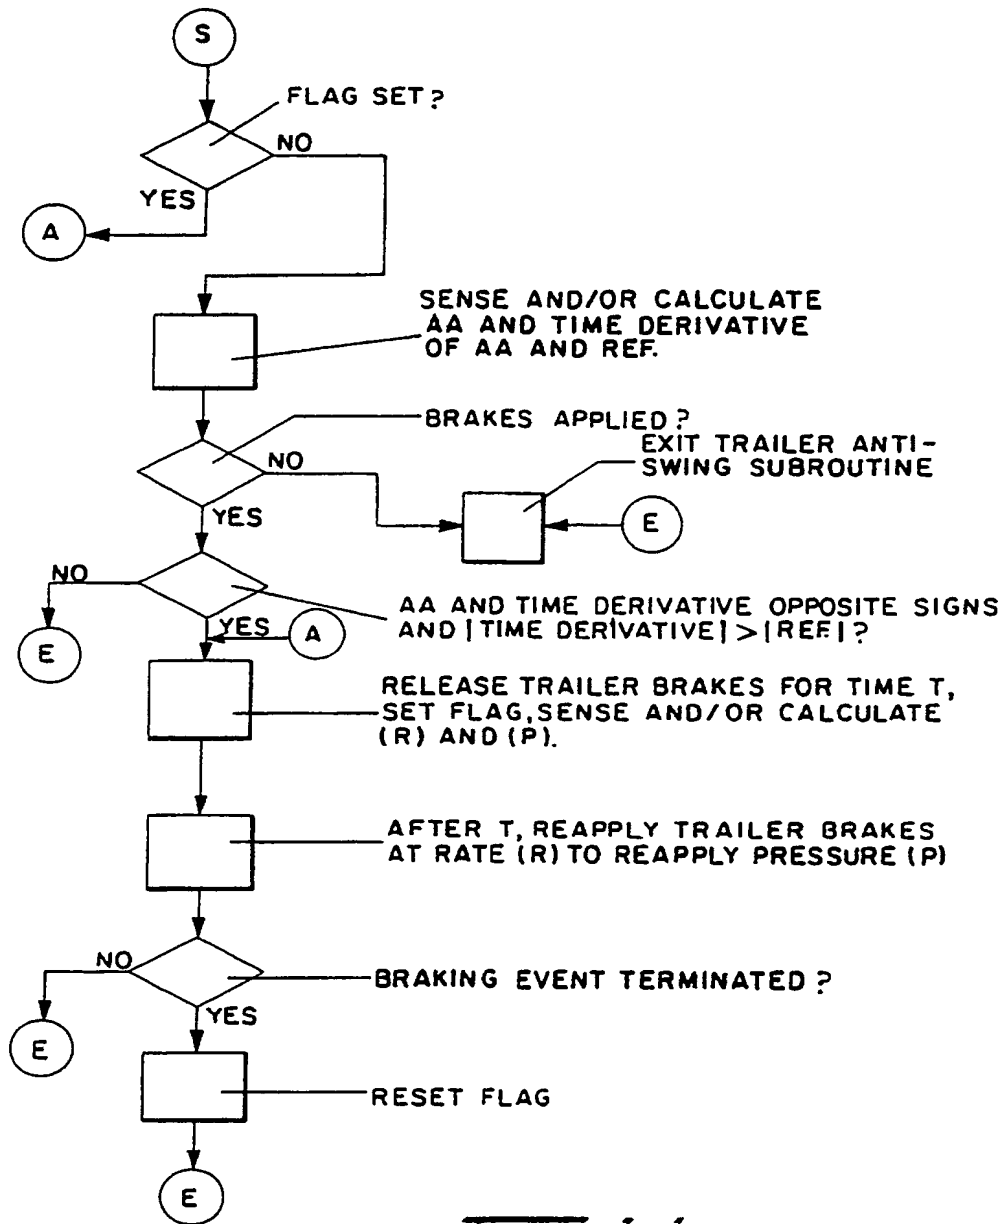 S
FLAG SET?
NO
YES
A
SENSE AND/OR CALCULATE
AA AND TIME DERIVATIVE
OF AA AND REF.
BRAKES APPLIED?
EXIT TRAILER ANTI-
SWING SUBROUTINE
NO
E
YES
NO
AA AND TIME DERIVATIVE OPPOSITE SIGNS
AND |TIME DERIVATIVE| > |REF.|?
YES
A
E
RELEASE TRAILER BRAKES FOR TIME T,
SET FLAG, SENSE AND/OR CALCULATE
(R) AND (P).
AFTER T, REAPPLY TRAILER BRAKES
AT RATE (R) TO REAPPLY PRESSURE (P)
NO
BRAKING EVENT TERMINATED?
YES
E
RESET FLAG
E